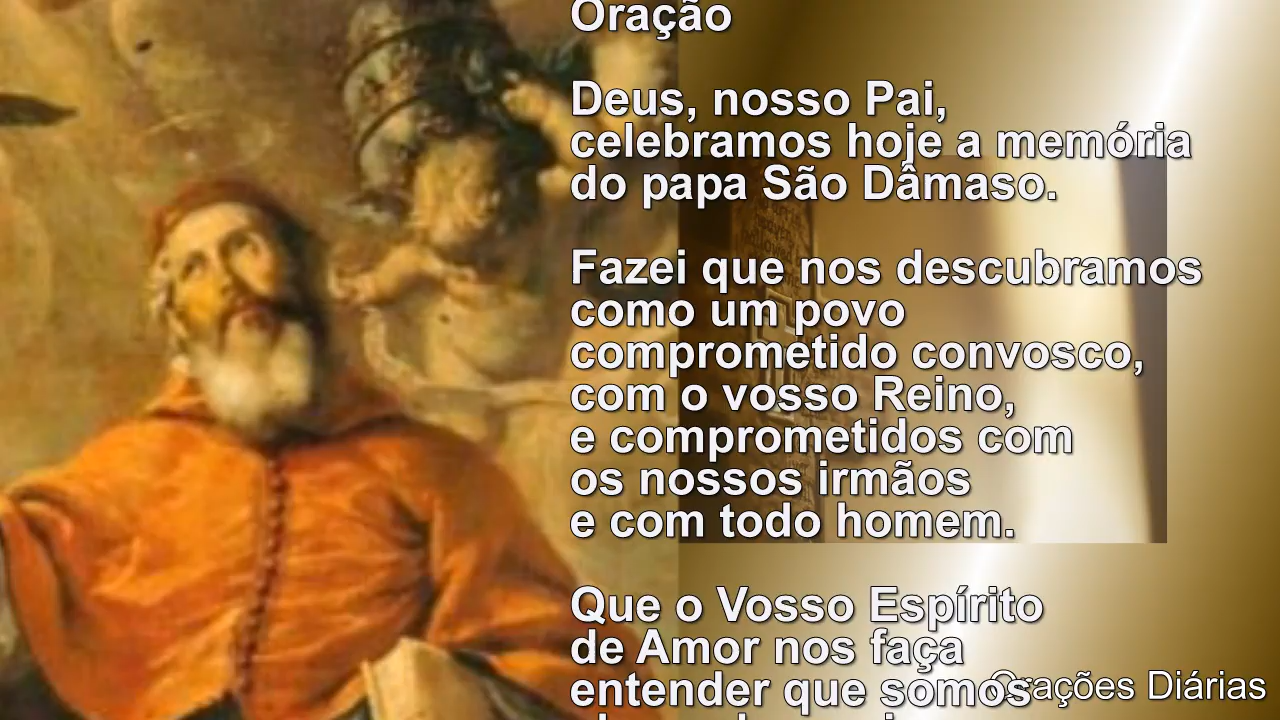 Oração
Deus, nosso Pai,
celebramos hoje a memória
do papa São Dâmaso.
Fazei que nos descubramos
como um povo
comprometido convosco,
com o vosso Reino,
e comprometidos com
os nossos irmãos
e com todo homem.
Que o Vosso Espírito
de Amor nos faça
entender que somos
Orações Diárias